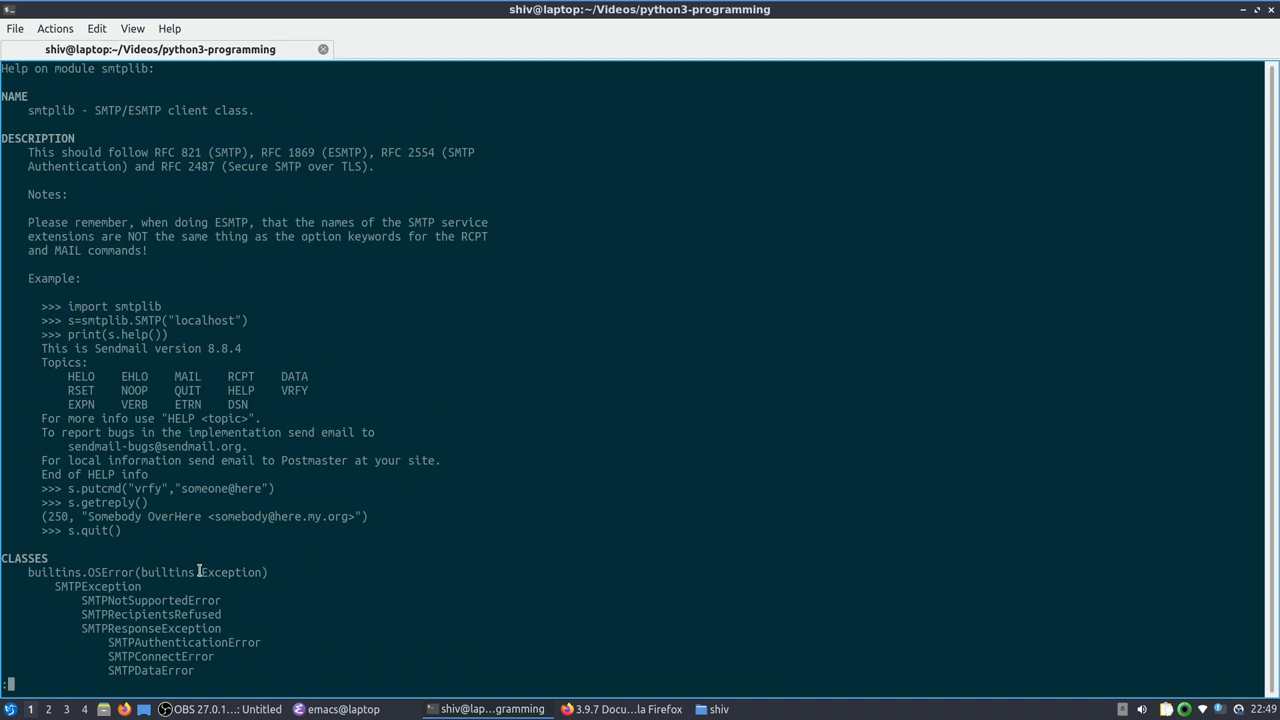 shiv@laptop:~/Videos/python3-programming
File Actions Edit View Help
shiv@laptop:~/Videos/python3-programming
Help on module smtplib:
NAME
smtplib - SMTP/ESMTP client class.
DESCRIPTION
This should follow RFC 821 (SMTP), RFC 1869 (ESMTP), RFC 2554 (SMTP
Authentication) and RFC 2487 (Secure SMTP over TLS).
Notes:
Please remember, when doing ESMTP, that the names of the SMTP service
extensions are NOT the same thing as the option keywords for the RCPT
and MAIL commands!
Example:
>>> import smtplib
>>> s=smtplib.SMTP("localhost")
>>> print(s.help())
This is Sendmail version 8.8.4
Topics:
HELO EHLO MAIL RCPT DATA
RSET NOOP QUIT HELP VRFY
EXPN VERB ETRN DSN
For more info use "HELP <topic>".
To report bugs in the implementation send email to
sendmail-bugs@sendmail.org.
For local information send email to Postmaster at your site.
End of HELP info
>>> s.putcmd("vrfy","someone@here")
>>> s.getreply()
(250, "Somebody OverHere <somebody@here.my.org>")
>>> s.quit()
CLASSES
builtins.OSError(builtins.Exception)
SMTPException
SMTPNotSupportedError
SMTPRecipientsRefused
SMTPResponseException
SMTPAuthenticationError
SMTPConnectError
SMTPDataError
:
1 2 3 4 OBS 27.0.1...: Untitled emacs@laptop shiv@lap...gramming 3.9.7 Docu...la Firefox shiv 22:49